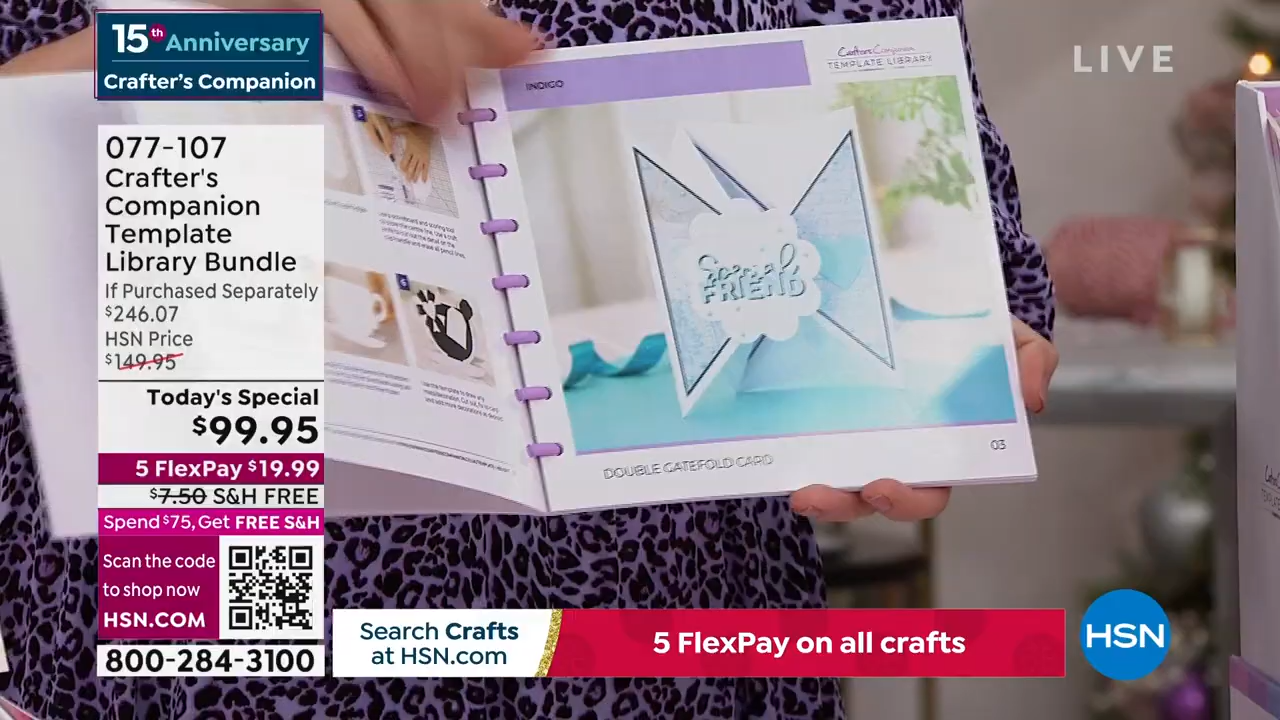 15th Anniversary
Crafter's Companion
077-107
Crafter's
Companion
Template
Library Bundle
If Purchased Separately
$246.07
HSN Price
$149.95
Today's Special
$99.95
5 FlexPay $19.99
$7.50 S&H FREE
Spend $75, Get FREE S&H
Scan the code
to shop now
HSN.COM
800-284-3100
INDIGO
Crafter's Companion
TEMPLATE LIBRARY
Special
FRIEND
DOUBLE GATEFOLD CARD
03
LIVE
Search Crafts
at HSN.com
5 FlexPay on all crafts
HSN